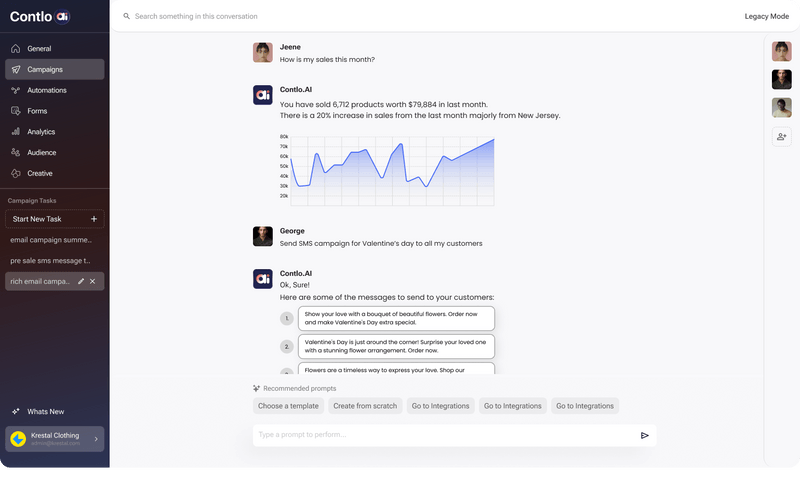 Contlo ai
General
Campaigns
Automations
Forms
Analytics
Audience
Creative
Campaign Tasks
Start New Task
email campaign summe..
pre sale sms message t..
rich email campa..
Whats New
Krestal Clothing
Search something in this conversation
Legacy Mode
Jeene
How is my sales this month?
Contlo.AI
You have sold 6,712 products worth $79,884 in last month.
There is a 20% increase in sales from the last month majorly from New Jersey.
80k
70k
60k
50k
40k
30k
20k
George
Send SMS campaign for Valentine's day to all my customers
Contlo.AI
Ok, Sure!
Here are some of the messages to send to your customers:
1.
Show your love with a bouquet of beautiful flowers. Order now
and make Valentine's Day extra special.
2.
Valentine's Day is just around the corner! Surprise your loved one
with a stunning flower arrangement. Order now.
Flowers are a timeless way to express your love. Shop our
Recommended prompts
Choose a template
Create from scratch
Go to Integrations
Go to Integrations
Go to Integrations
Type a prompt to perform...